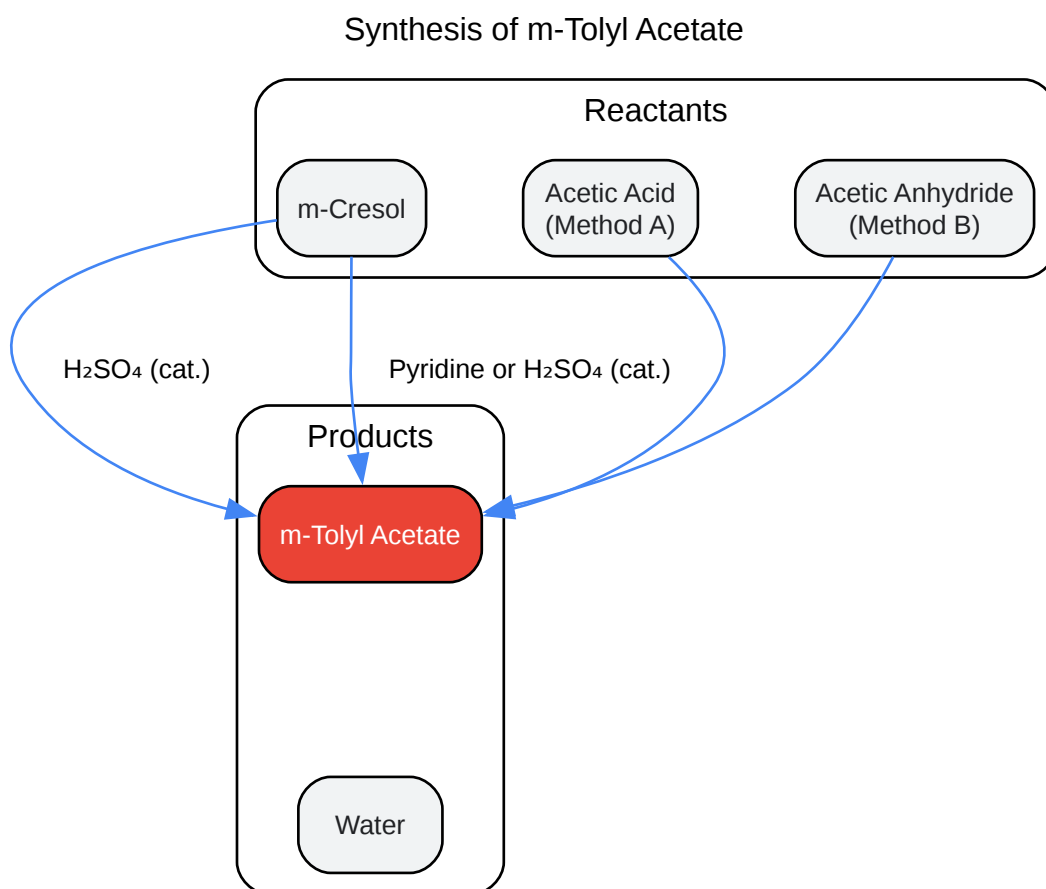 Synthesis of m-Tolyl Acetate
Reactants
m-Cresol
Acetic Acid
(Method A)
Acetic Anhydride
(Method B)
H₂SO₄ (cat.)
Pyridine or H₂SO₄ (cat.)
Products
m-Tolyl Acetate
Water